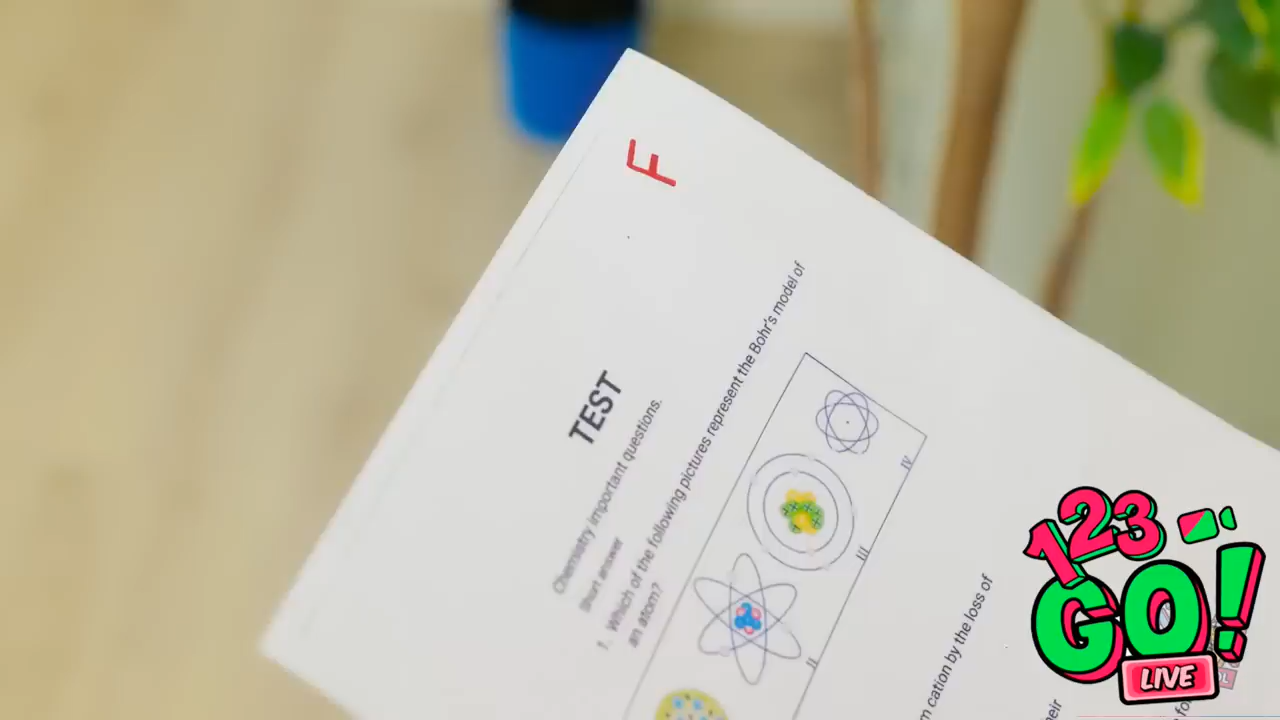 F
TEST
Chemistry important questions.
Short answer
1. Which of the following pictures represent the Bohr's model of
an atom?
II
III
IV
cation by the loss of
123
GO!
LIVE